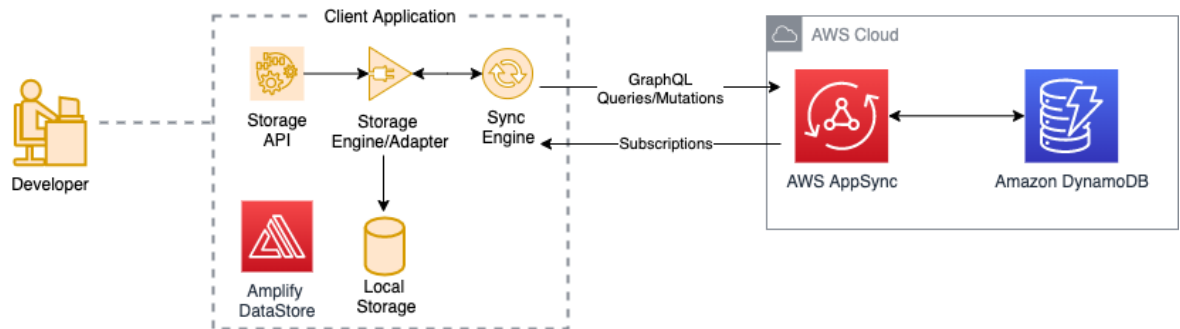 Client Application
AWS Cloud
Storage
API
Storage
Engine/Adapter
Sync
Engine
GraphQL
Queries/Mutations
Subscriptions
Developer
AWS AppSync
Amazon DynamoDB
Amplify
DataStore
Local
Storage